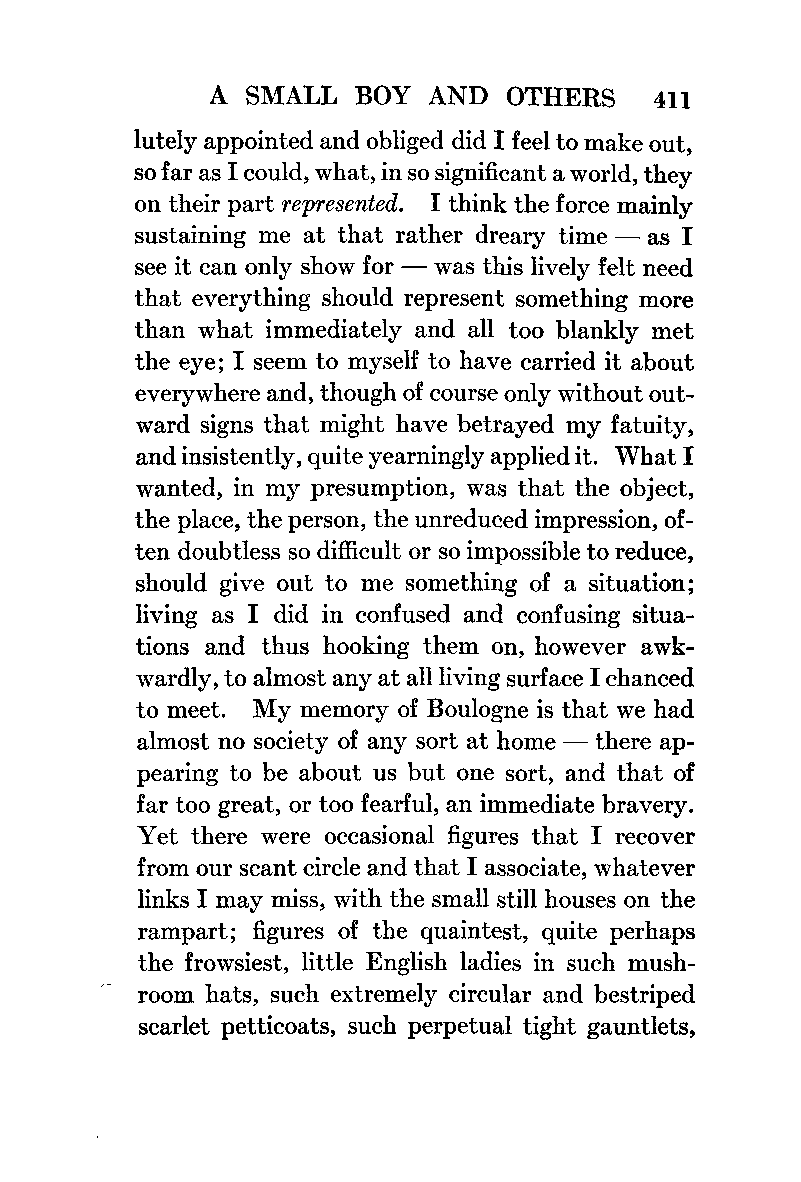 A SMALL BOY AND OTHERS 411
lutely appointed and obliged did I feel to make out,
so far as I could, what, in so significant a world, they
on their part represented. I think the force mainly
sustaining me at that rather dreary time — as I
see it can only show for — was this lively felt need
that everything should represent something more
than what immediately and all too blankly met
the eye; I seem to myself to have carried it about
everywhere and, though of course only without out-
ward signs that might have betrayed my fatuity,
and insistently, quite yearningly applied it. What I
wanted, in my presumption, was that the object,
the place, the person, the unreduced impression, of-
ten doubtless so difficult or so impossible to reduce,
should give out to me something of a situation;
living as I did in confused and confusing situa-
tions and thus hooking them on, however awk-
wardly, to almost any at all living surface I chanced
to meet. My memory of Boulogne is that we had
almost no society of any sort at home — there ap-
pearing to be about us but one sort, and that of
far too great, or too fearful, an immediate bravery.
Yet there were occasional figures that I recover
from our scant circle and that I associate, whatever
links I may miss, with the small still houses on the
rampart; figures of the quaintest, quite perhaps
the frowsiest, little English ladies in such mush-
room hats, such extremely circular and bestriped
scarlet petticoats, such perpetual tight gauntlets,